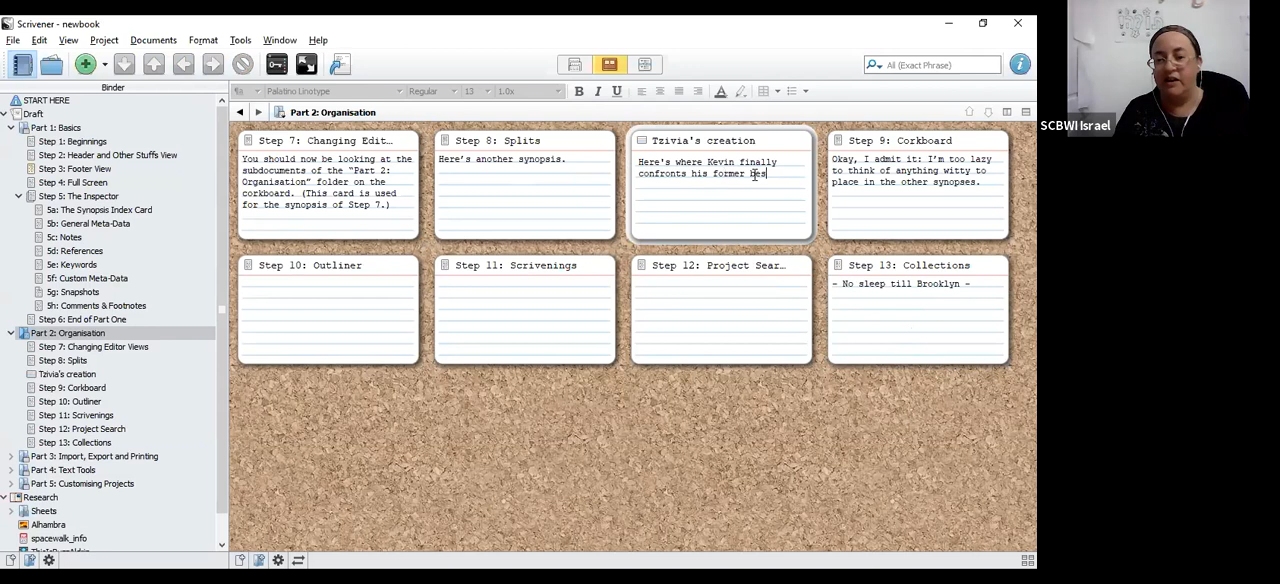 Scrivener - newbook
File Edit View Project Documents Format Tools Window Help
All (Exact Phrase)
Binder
Palatino Linotype Regular 13 1.0x B I U A
Part 2: Organisation
START HERE
Draft
Part 1: Basics
Step 1: Beginnings
Step 2: Header and Other Stuffs View
Step 3: Footer View
Step 4: Full Screen
Step 5: The Inspector
5a: The Synopsis Index Card
5b: General Meta-Data
5c: Notes
5d: References
5e: Keywords
5f: Custom Meta-Data
5g: Snapshots
5h: Comments & Footnotes
Step 6: End of Part One
Part 2: Organisation
Step 7: Changing Editor Views
Step 8: Splits
Tzivia's creation
Step 9: Corkboard
Step 10: Outliner
Step 11: Scrivenings
Step 12: Project Search
Step 13: Collections
Part 3: Import, Export and Printing
Part 4: Text Tools
Part 5: Customising Projects
Research
Sheets
Alhambra
spacewalk_info
Step 7: Changing Edit...
You should now be looking at the
subdocuments of the “Part 2:
Organisation” folder on the
corkboard. (This card is used
for the synopsis of Step 7.)
Step 8: Splits
Here’s another synopsis.
Tzivia's creation
Here's where Kevin finally
confronts his former bes
Step 9: Corkboard
Okay, I admit it: I’m too lazy
to think of anything witty to
place in the other synopses.
Step 10: Outliner
Step 11: Scrivenings
Step 12: Project Sear...
Step 13: Collections
- No sleep till Brooklyn -
SCBWI Israel